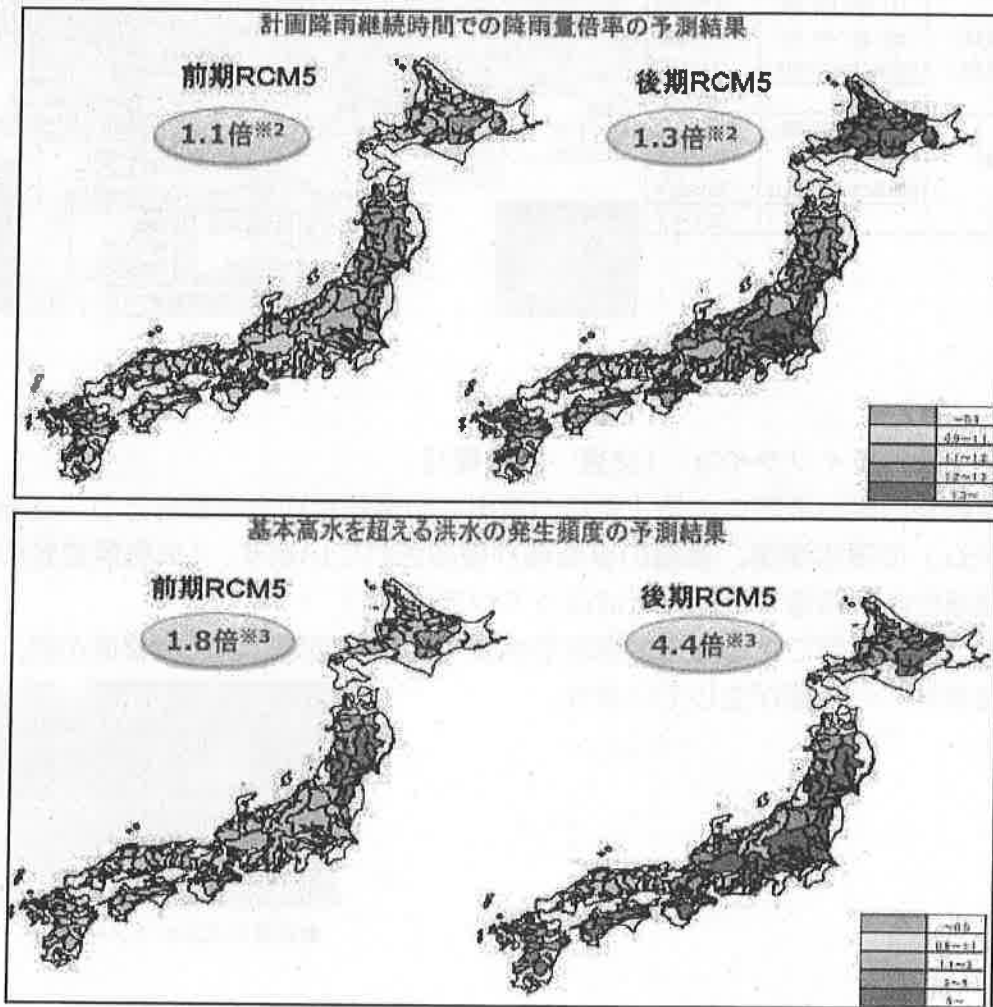 計画降雨継続時間での降雨量倍率の予測結果
前期RCM5
後期RCM5
1.1倍※2
1.3倍※2
1.3~
基本高水を超える洪水の発生頻度の予測結果
前期RCM5
後期RCM5
1.8倍※3
4.4倍※3